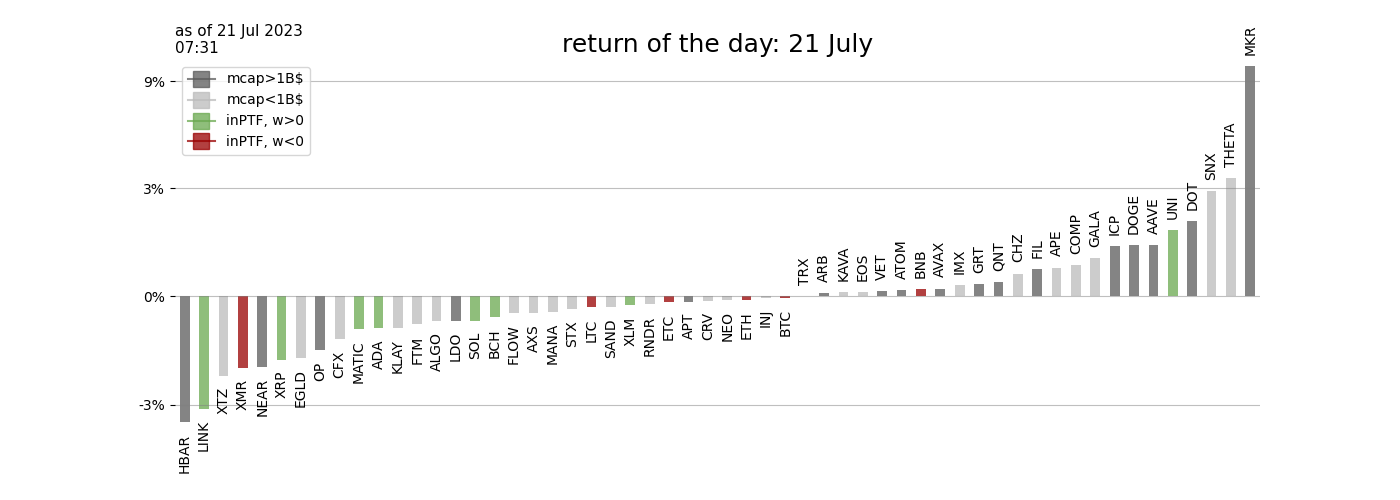 as of 21 Jul 2023
07:31
return of the day: 21 July
mcap>1B$
mcap<1B$
inPTF, w>0
inPTF, w<0
9%
3%
0%
-3%
HBAR
LINK
XTZ
XMR
NEAR
XRP
EGLD
OP
CFX
MATIC
ADA
KLAY
FTM
ALGO
LDO
SOL
BCH
FLOW
AXS
MANA
STX
LTC
SAND
XLM
RNDR
ETC
APT
CRV
NEO
ETH
INJ
BTC
TRX
ARB
KAVA
EOS
VET
ATOM
BNB
AVAX
IMX
GRT
QNT
CHZ
FIL
APE
COMP
GALA
ICP
DOGE
AAVE
UNI
DOT
SNX
THETA
MKR